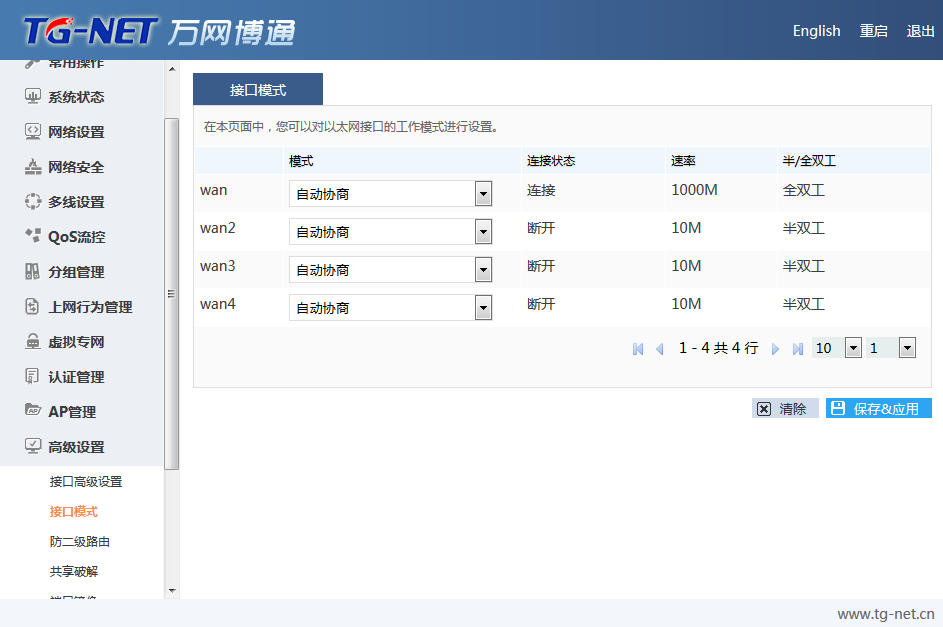 TG-NET 万网博通
English 重启 退出
常用操作
系统状态
网络设置
网络安全
多线设置
QoS流控
分组管理
上网行为管理
虚拟专网
认证管理
AP管理
高级设置
接口高级设置
接口模式
防二级路由
共享破解
接口模式
在本页面中，您可以对以太网接口的工作模式进行设置。
模式 连接状态 速率 半/全双工
wan 自动协商 连接 1000M 全双工
wan2 自动协商 断开 10M 半双工
wan3 自动协商 断开 10M 半双工
wan4 自动协商 断开 10M 半双工
1 - 4 共 4 行 10 1
清除 保存&应用
www.tg-net.cn